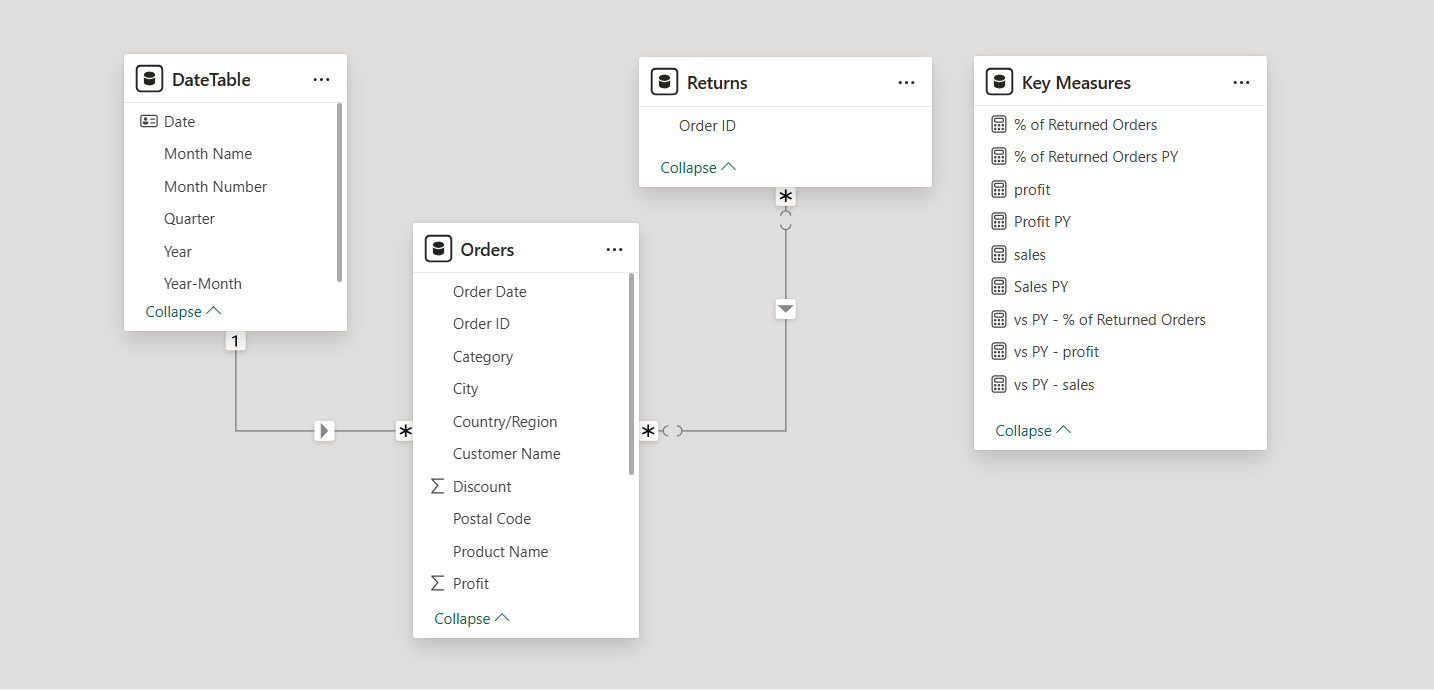 DateTable
Date
Month Name
Month Number
Quarter
Year
Year-Month
Collapse
1
*
Orders
Order Date
Order ID
Category
City
Country/Region
Customer Name
Discount
Postal Code
Product Name
Profit
Collapse
*
Returns
Order ID
Collapse
*
Key Measures
% of Returned Orders
% of Returned Orders PY
profit
Profit PY
sales
Sales PY
vs PY - % of Returned Orders
vs PY - profit
vs PY - sales
Collapse